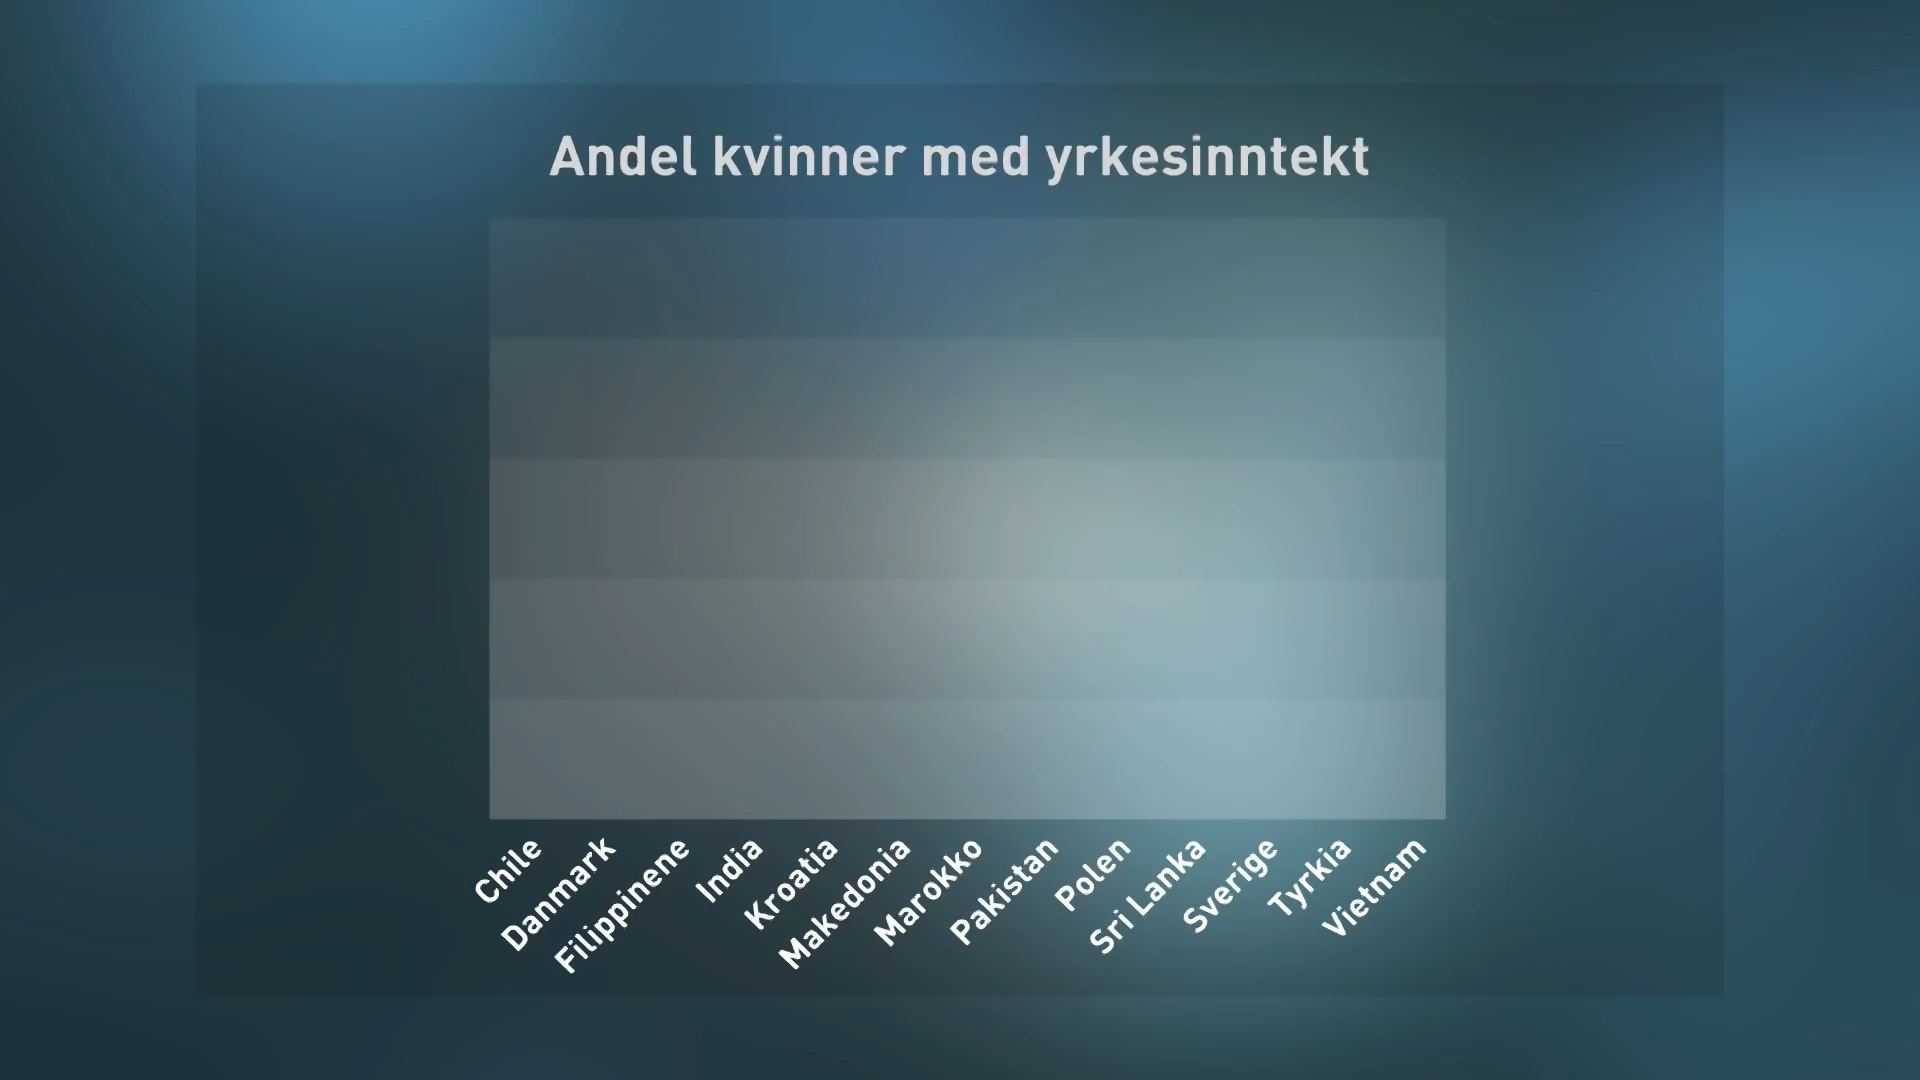 Andel kvinner med yrkesinntekt
Chile
Danmark
Filippinene
India
Kroatia
Makedonia
Marokko
Pakistan
Polen
Sri Lanka
Sverige
Tyrkia
Vietnam